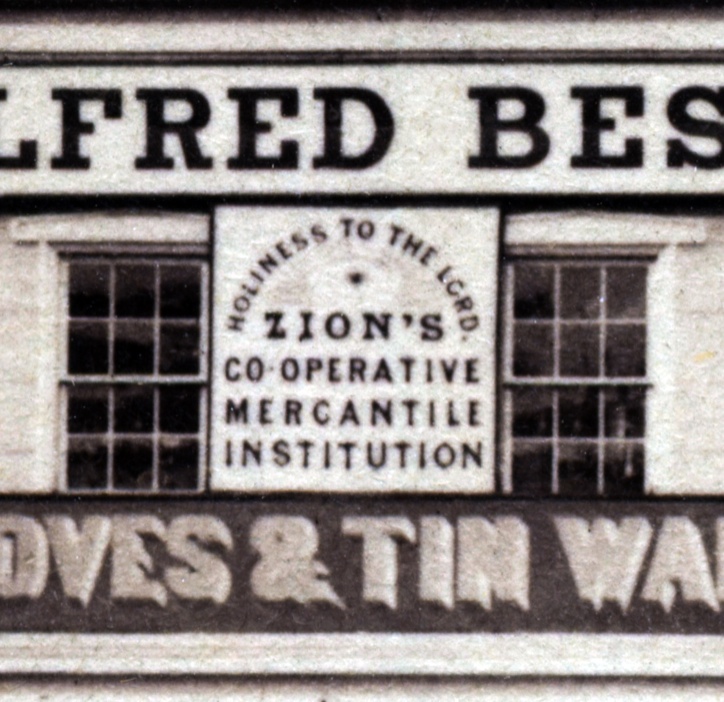 LFRED BES
HOLINESS TO THE LORD.
ZION'S
CO-OPERATIVE
MERCANTILE
INSTITUTION
OVES & TIN WA